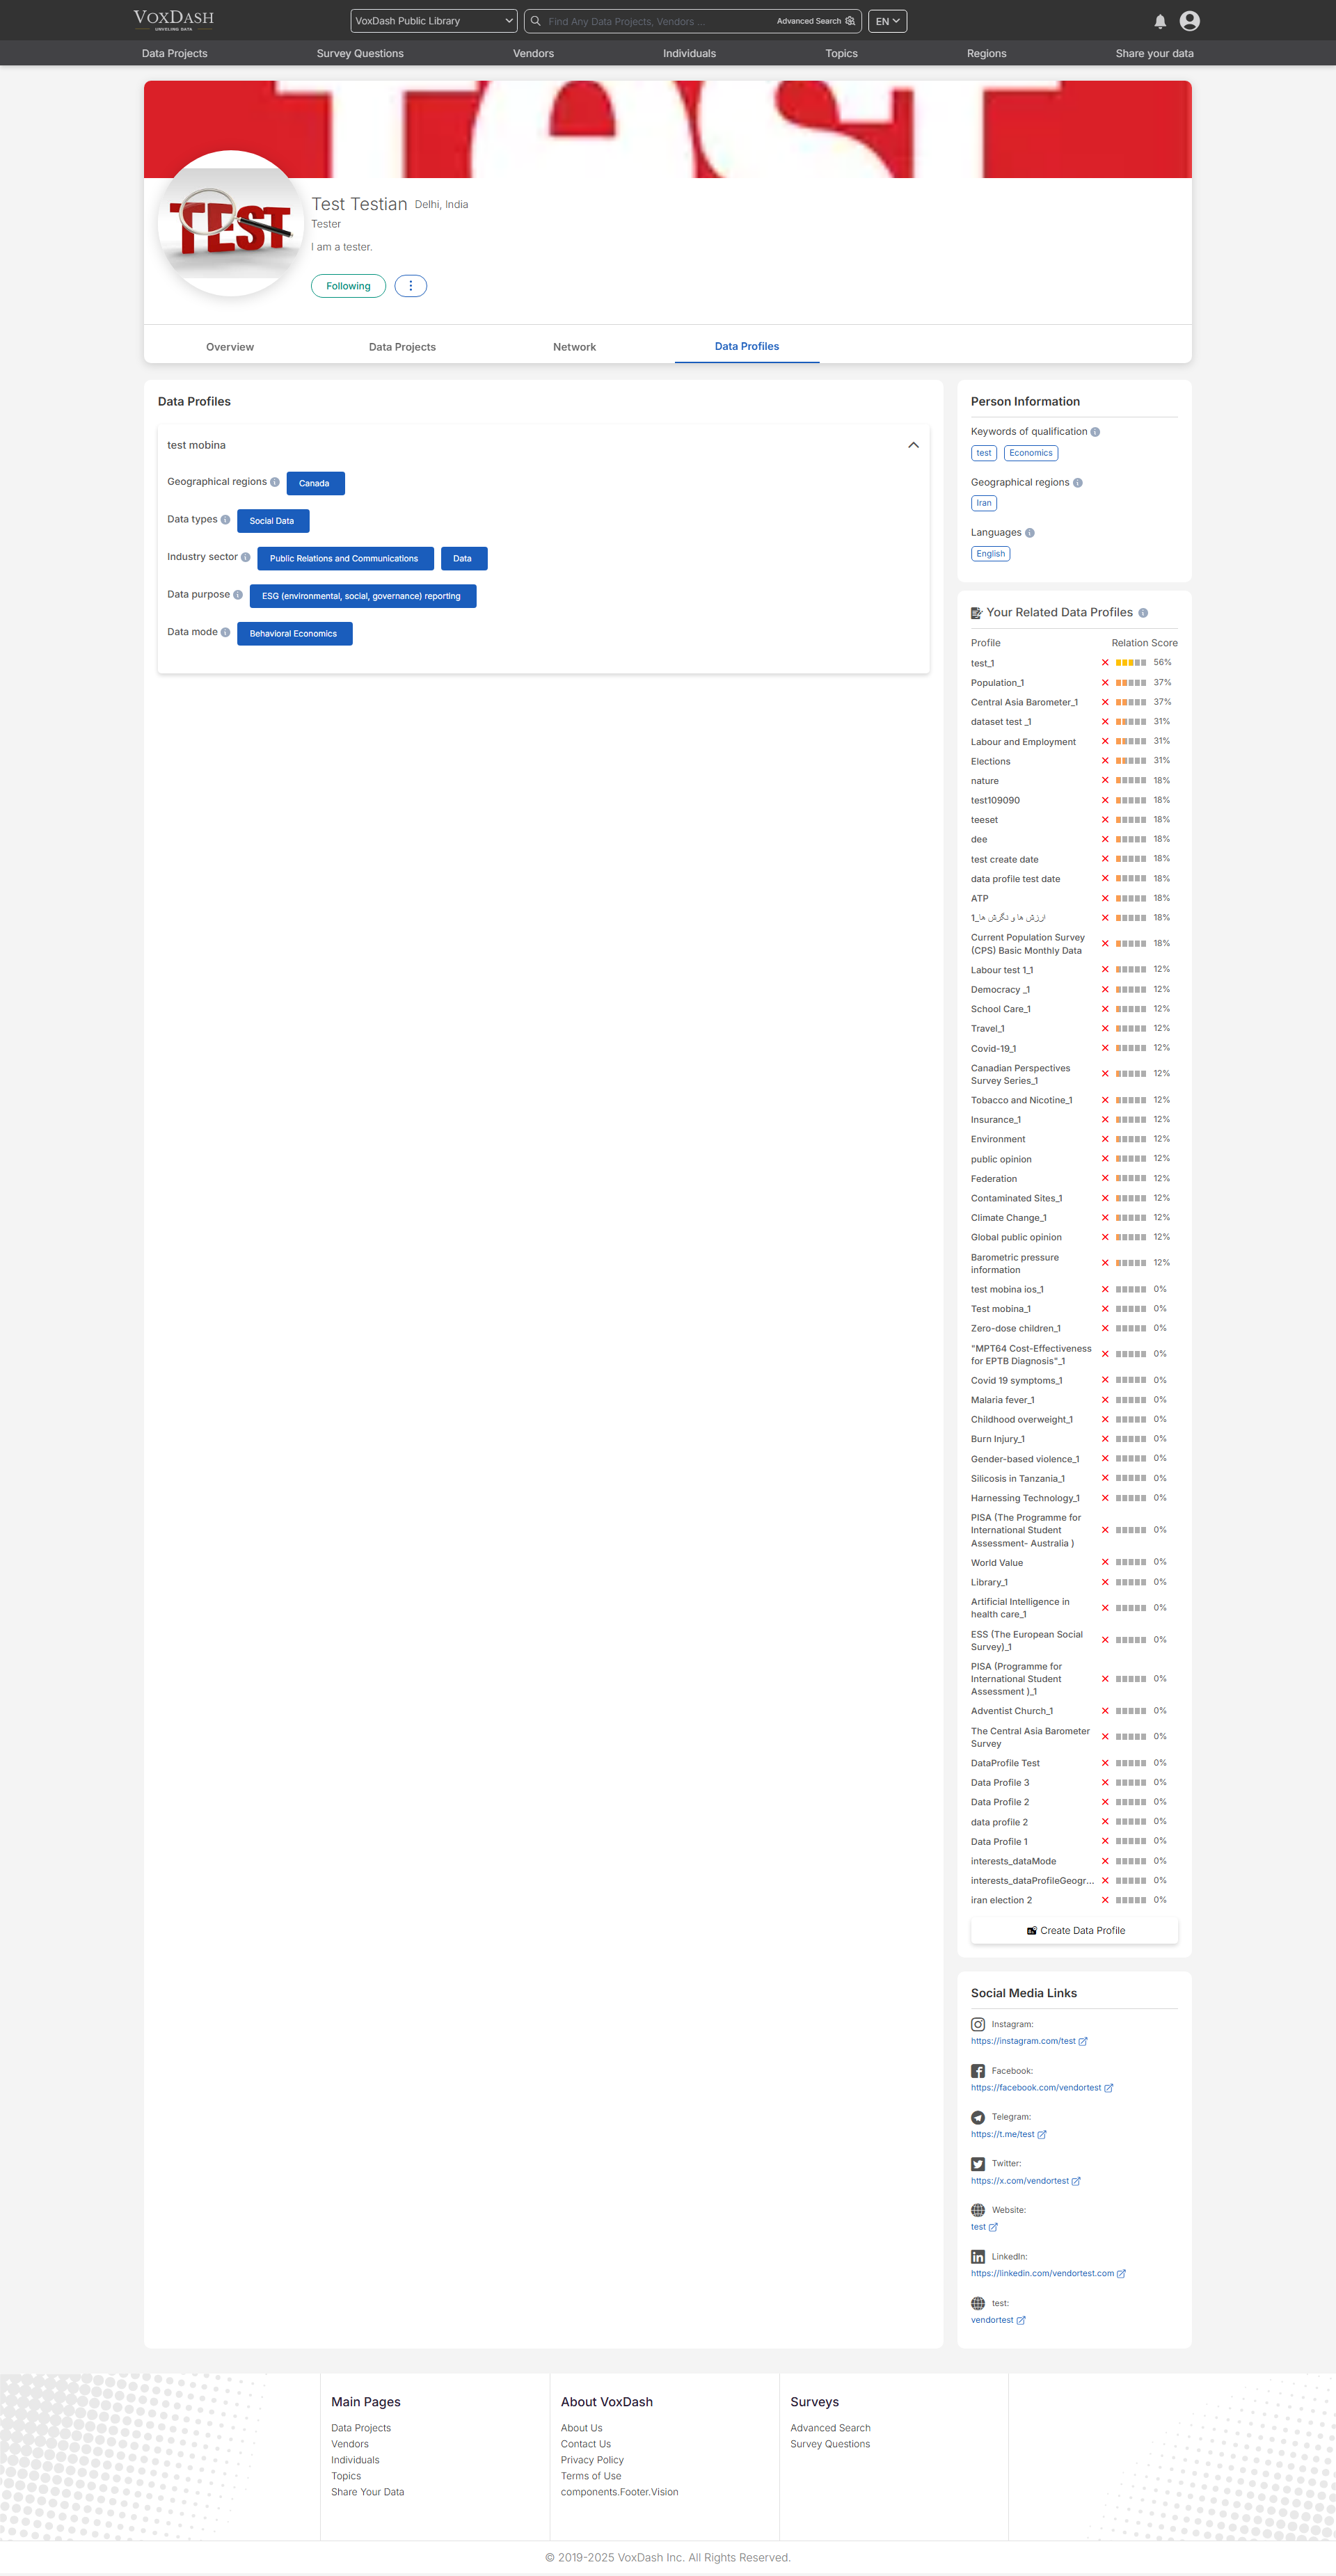 VOXDASH
UNVEILING DATA
VoxDash Public Library
Find Any Data Projects, Vendors ...
Advanced Search
EN
Data Projects
Survey Questions
Vendors
Individuals
Topics
Regions
Share your data
TEST
Test Testian Delhi, India
Tester
I am a tester.
Following
Overview
Data Projects
Network
Data Profiles
Data Profiles
test mobina
Geographical regions Canada
Data types Social Data
Industry sector Public Relations and Communications Data
Data purpose ESG (environmental, social, governance) reporting
Data mode Behavioral Economics
Person Information
Keywords of qualification
test Economics
Geographical regions
Iran
Languages
English
Your Related Data Profiles
Profile Relation Score
test_1 56%
Population_1 37%
Central Asia Barometer_1 37%
dataset test _1 31%
Labour and Employment 31%
Elections 31%
nature 18%
test109090 18%
teeset 18%
dee 18%
test create date 18%
data profile test date 18%
ATP 18%
ارزش ها و نگرش ها_1 18%
Current Population Survey
(CPS) Basic Monthly Data 18%
Labour test 1_1 12%
Democracy _1 12%
School Care_1 12%
Travel_1 12%
Covid-19_1 12%
Canadian Perspectives
Survey Series_1 12%
Tobacco and Nicotine_1 12%
Insurance_1 12%
Environment 12%
public opinion 12%
Federation 12%
Contaminated Sites_1 12%
Climate Change_1 12%
Global public opinion 12%
Barometric pressure
information 12%
test mobina ios_1 0%
Test mobina_1 0%
Zero-dose children_1 0%
"MPT64 Cost-Effectiveness
for EPTB Diagnosis"_1 0%
Covid 19 symptoms_1 0%
Malaria fever_1 0%
Childhood overweight_1 0%
Burn Injury_1 0%
Gender-based violence_1 0%
Silicosis in Tanzania_1 0%
Harnessing Technology_1 0%
PISA (The Programme for
International Student
Assessment- Australia ) 0%
World Value 0%
Library_1 0%
Artificial Intelligence in
health care_1 0%
ESS (The European Social
Survey)_1 0%
PISA (Programme for
International Student
Assessment )_1 0%
Adventist Church_1 0%
The Central Asia Barometer
Survey 0%
DataProfile Test 0%
Data Profile 3 0%
Data Profile 2 0%
data profile 2 0%
Data Profile 1 0%
interests_dataMode 0%
interests_dataProfileGeogr... 0%
iran election 2 0%
Create Data Profile
Social Media Links
Instagram:
https://instagram.com/test
Facebook:
https://facebook.com/vendortest
Telegram:
https://t.me/test
Twitter:
https://x.com/vendortest
Website:
test
LinkedIn:
https://linkedin.com/vendortest.com
test:
vendortest
Main Pages
Data Projects
Vendors
Individuals
Topics
Share Your Data
About VoxDash
About Us
Contact Us
Privacy Policy
Terms of Use
components.Footer.Vision
Surveys
Advanced Search
Survey Questions
© 2019-2025 VoxDash Inc. All Rights Reserved.